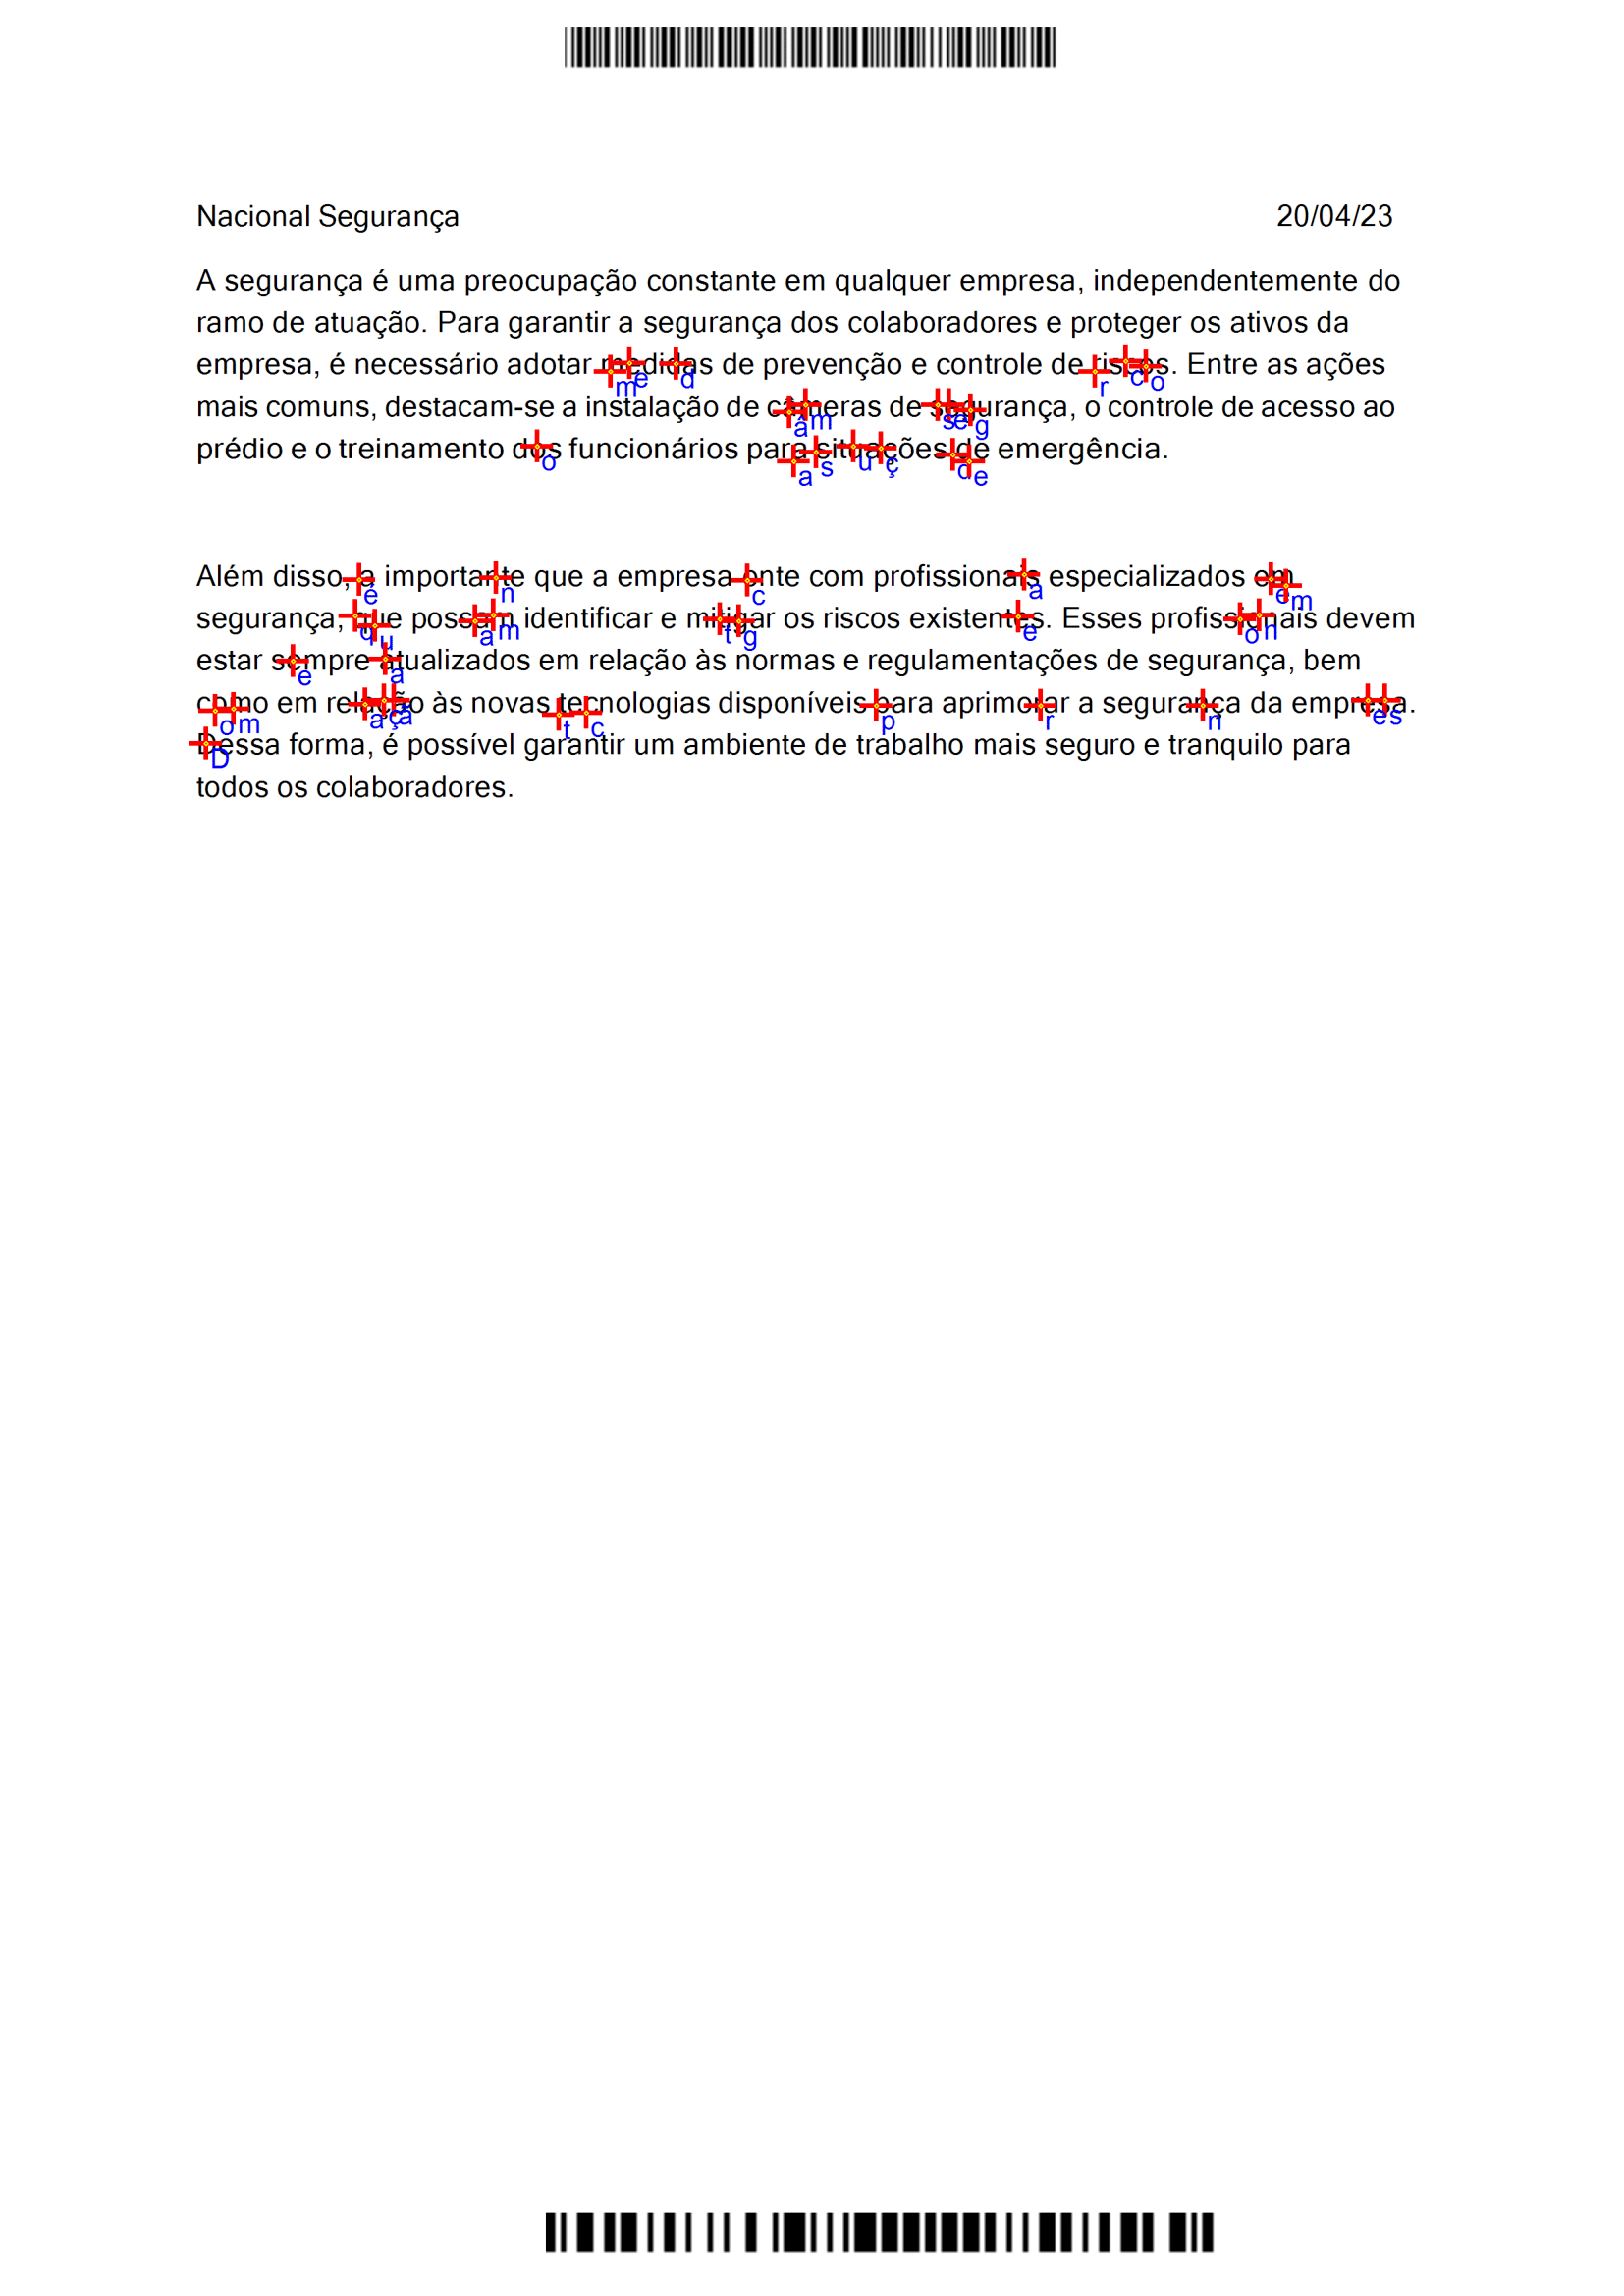 Nacional Segurança 20/04/23
A segurança é uma preocupação constante em qualquer empresa, independentemente do
ramo de atuação. Para garantir a segurança dos colaboradores e proteger os ativos da
empresa, é necessário adotar medidas de prevenção e controle de riscos. Entre as ações
m e d r c o
mais comuns, destacam-se a instalação de câmeras de segurança, o controle de acesso ao
â m s e g
prédio e o treinamento dos funcionários para situações de emergência.
o a s u ç d e
Além disso, é importante que a empresa conte com profissionais especializados em
é n c a e m
segurança, que possam identificar e mitigar os riscos existentes. Esses profissionais devem
q u a m t g e o n
estar sempre atualizados em relação às normas e regulamentações de segurança, bem
e a
como em relação às novas tecnologias disponíveis para aprimorar a segurança da empresa.
o m a ç ã t c p r n e s
Dessa forma, é possível garantir um ambiente de trabalho mais seguro e tranquilo para
D
todos os colaboradores.